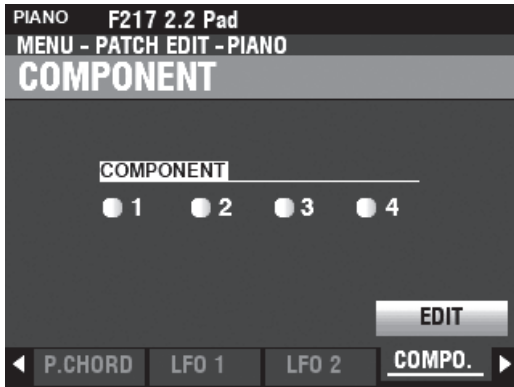 PIANO F217 2.2 Pad
MENU - PATCH EDIT - PIANO
COMPONENT
COMPONENT
1 2 3 4
EDIT
P.CHORD LFO 1 LFO 2 COMPO.